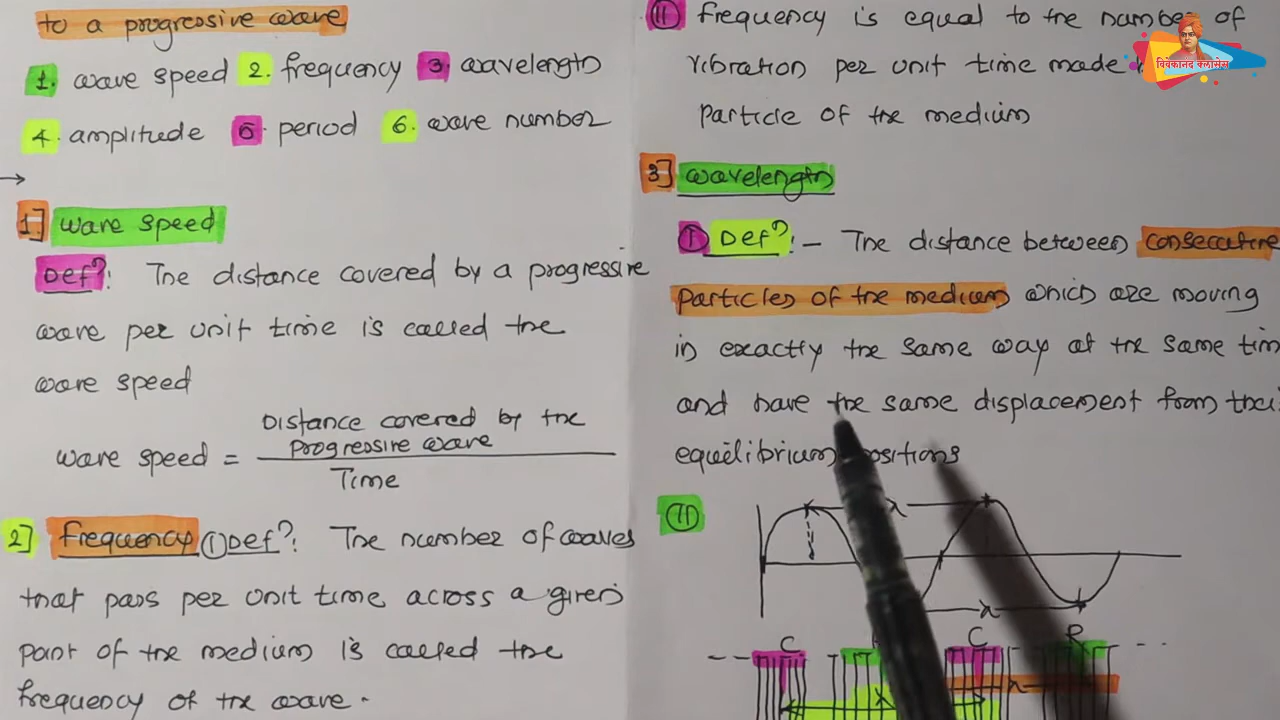 to a progressive wave
1. wave speed 2. frequency 3. wavelength
4. amplitude 5. period 6. wave number
→
1] wave speed
Defⁿ: The distance covered by a progressive
wave per unit time is called the
wave speed
wave speed = Distance covered by the Progressive wave / Time
2] frequency ① Defⁿ: The number of waves
that pass per unit time across a given
point of the medium is called the
frequency of the wave.
II frequency is equal to the number of
vibration per unit time made
particle of the medium
3] wavelength
I Defⁿ:- The distance between consecutive
particles of the medium which are moving
in exactly the same way at the same
and have the same displacement from
equilibrium positions
II
λ
λ
C C R
λ λ
विवेकानंद क्लासेस